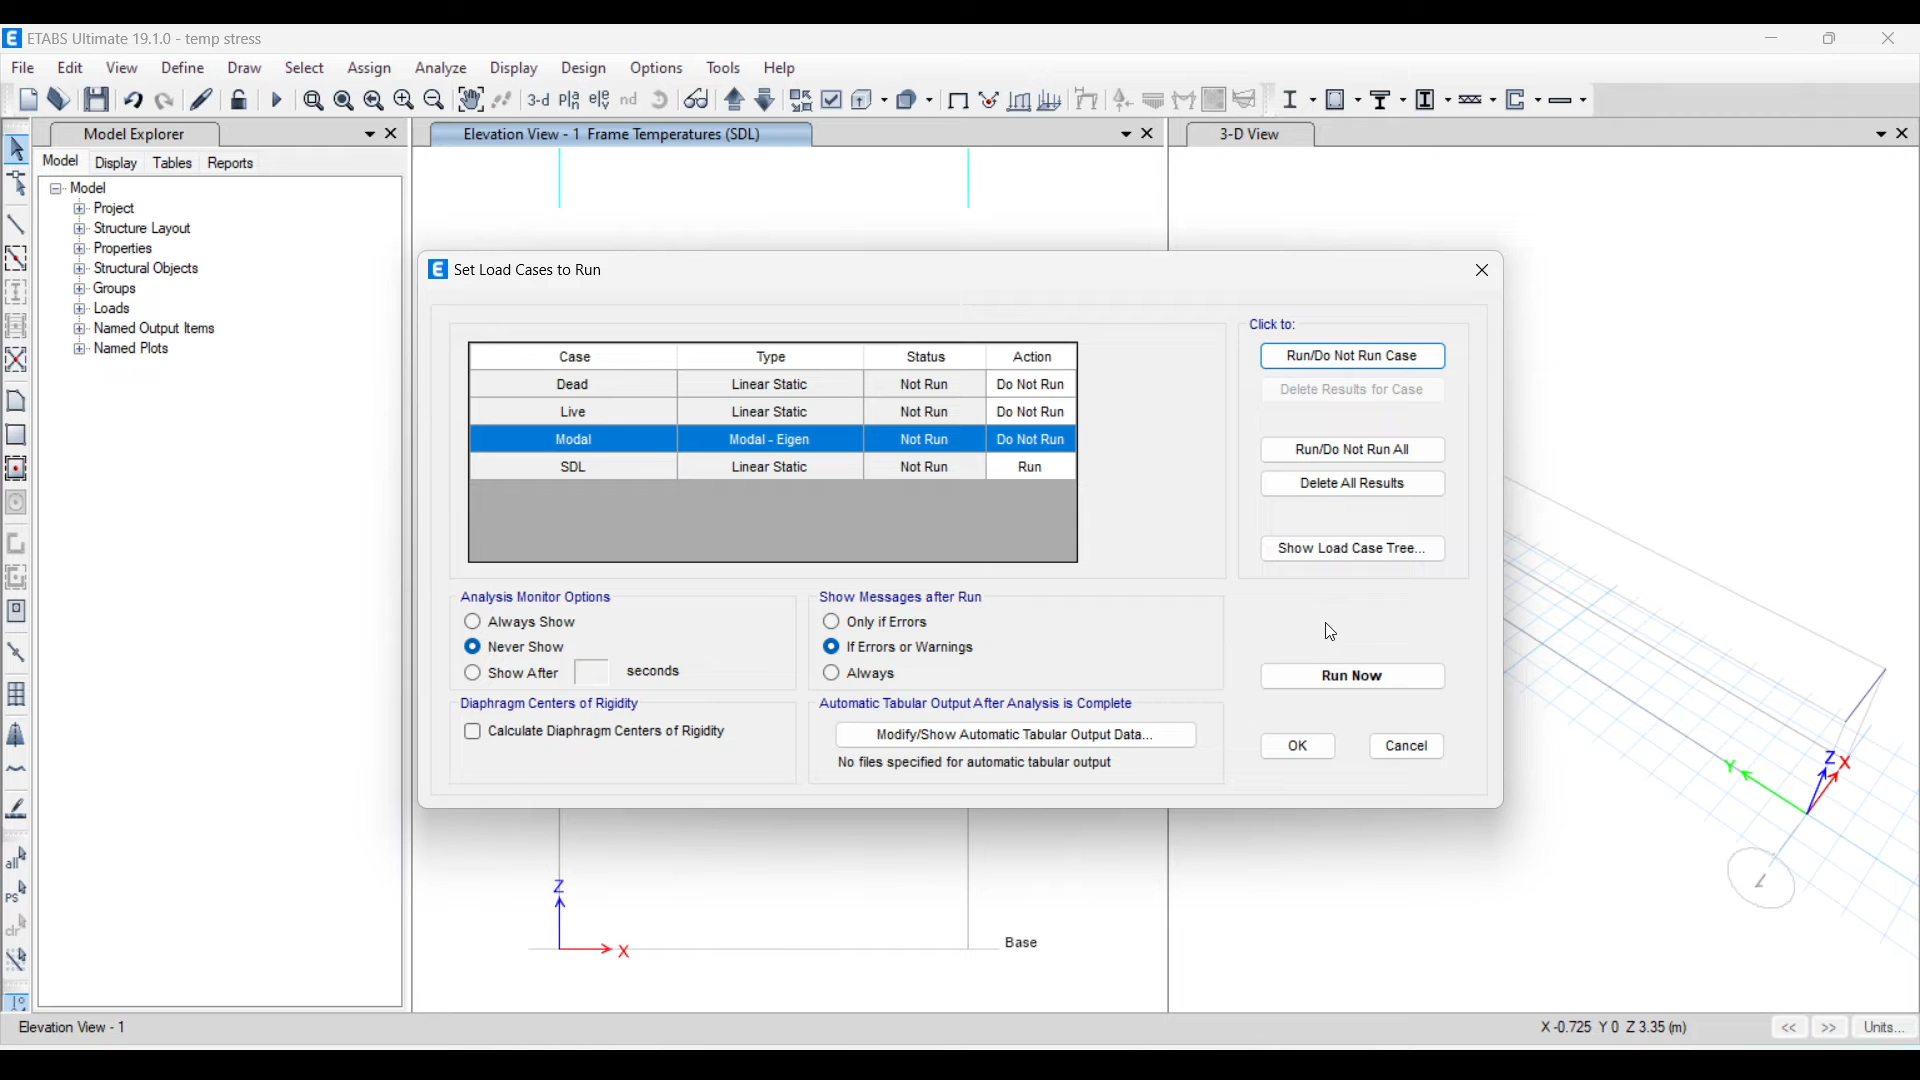 ETABS Ultimate 19.1.0 - temp stress
File Edit View Define Draw Select Assign Analyze Display Design Options Tools Help
3-d Pla ele nd
Model Explorer
Elevation View - 1 Frame Temperatures (SDL)
3-D View
Model Display Tables Reports
Model
Project
Structure Layout
Properties
Structural Objects
Groups
Loads
Named Output Items
Named Plots
Set Load Cases to Run
Click to:
Case Type Status Action
Dead Linear Static Not Run Do Not Run
Live Linear Static Not Run Do Not Run
Modal Modal - Eigen Not Run Do Not Run
SDL Linear Static Not Run Run
Run/Do Not Run Case
Delete Results for Case
Run/Do Not Run All
Delete All Results
Show Load Case Tree...
Analysis Monitor Options
Always Show
Never Show
Show After seconds
Show Messages after Run
Only if Errors
If Errors or Warnings
Always
Diaphragm Centers of Rigidity
Calculate Diaphragm Centers of Rigidity
Automatic Tabular Output After Analysis is Complete
Modify/Show Automatic Tabular Output Data...
No files specified for automatic tabular output
Run Now
OK Cancel
Z
X
Base
Y Z X
all
ps
clr
Elevation View - 1
X -0.725 Y 0 Z 3.35 (m)
<< >> Units...